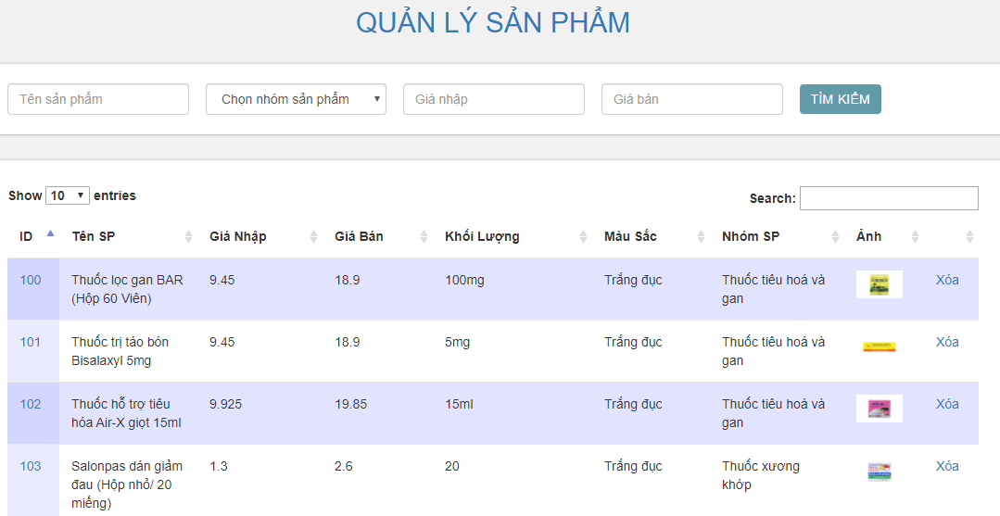 QUẢN LÝ SẢN PHẨM
Tên sản phẩm Chọn nhóm sản phẩm Giá nhập Giá bán TÌM KIẾM
Show 10 entries Search:
ID Tên SP Giá Nhập Giá Bán Khối Lượng Màu Sắc Nhóm SP Ảnh
100 Thuốc lọc gan BAR 9.45 18.9 100mg Trắng đục Thuốc tiêu hoá và Xóa
(Hộp 60 Viên) gan
101 Thuốc trị táo bón 9.45 18.9 5mg Trắng đục Thuốc tiêu hoá và Xóa
Bisalaxyl 5mg gan
102 Thuốc hỗ trợ tiêu 9.925 19.85 15ml Trắng đục Thuốc tiêu hoá và Xóa
hóa Air-X giọt 15ml gan
103 Salonpas dán giảm 1.3 2.6 20 Trắng đục Thuốc xương Xóa
đau (Hộp nhỏ/ 20 khớp
miếng)